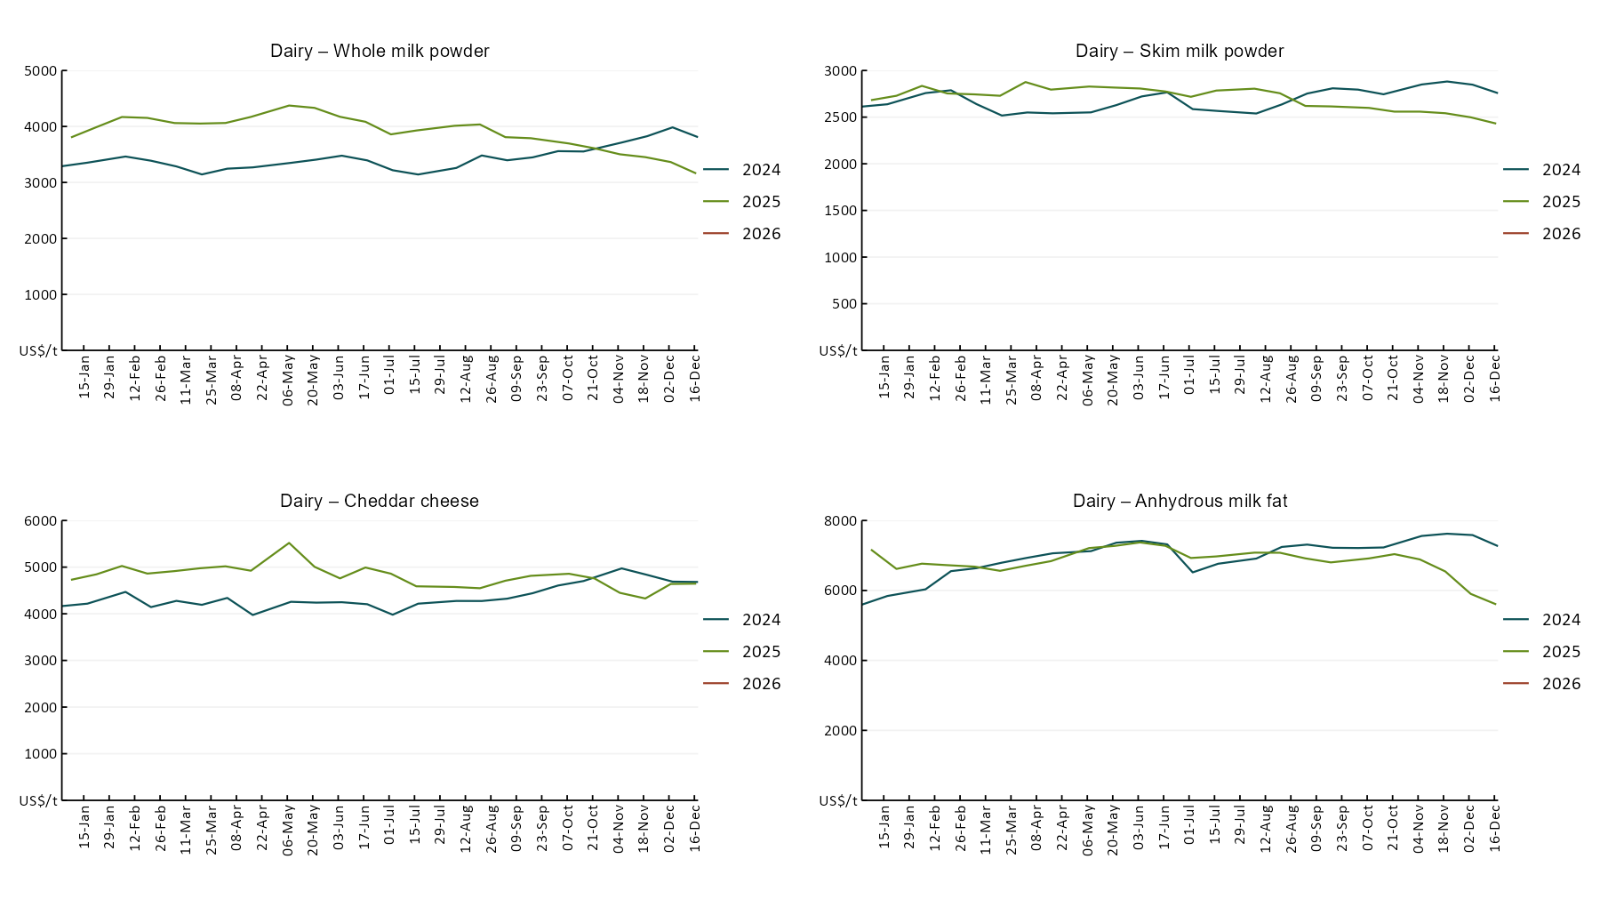 Dairy – Whole milk powder
5000
4000
3000
2000
1000
US$/t
15-Jan
29-Jan
12-Feb
26-Feb
11-Mar
25-Mar
08-Apr
22-Apr
06-May
20-May
03-Jun
17-Jun
01-Jul
15-Jul
29-Jul
12-Aug
26-Aug
09-Sep
23-Sep
07-Oct
21-Oct
04-Nov
18-Nov
02-Dec
16-Dec
2024
2025
2026
Dairy – Skim milk powder
3000
2500
2000
1500
1000
500
US$/t
15-Jan
29-Jan
12-Feb
26-Feb
11-Mar
25-Mar
08-Apr
22-Apr
06-May
20-May
03-Jun
17-Jun
01-Jul
15-Jul
29-Jul
12-Aug
26-Aug
09-Sep
23-Sep
07-Oct
21-Oct
04-Nov
18-Nov
02-Dec
16-Dec
2024
2025
2026
Dairy – Cheddar cheese
6000
5000
4000
3000
2000
1000
US$/t
15-Jan
29-Jan
12-Feb
26-Feb
11-Mar
25-Mar
08-Apr
22-Apr
06-May
20-May
03-Jun
17-Jun
01-Jul
15-Jul
29-Jul
12-Aug
26-Aug
09-Sep
23-Sep
07-Oct
21-Oct
04-Nov
18-Nov
02-Dec
16-Dec
2024
2025
2026
Dairy – Anhydrous milk fat
8000
6000
4000
2000
US$/t
15-Jan
29-Jan
12-Feb
26-Feb
11-Mar
25-Mar
08-Apr
22-Apr
06-May
20-May
03-Jun
17-Jun
01-Jul
15-Jul
29-Jul
12-Aug
26-Aug
09-Sep
23-Sep
07-Oct
21-Oct
04-Nov
18-Nov
02-Dec
16-Dec
2024
2025
2026